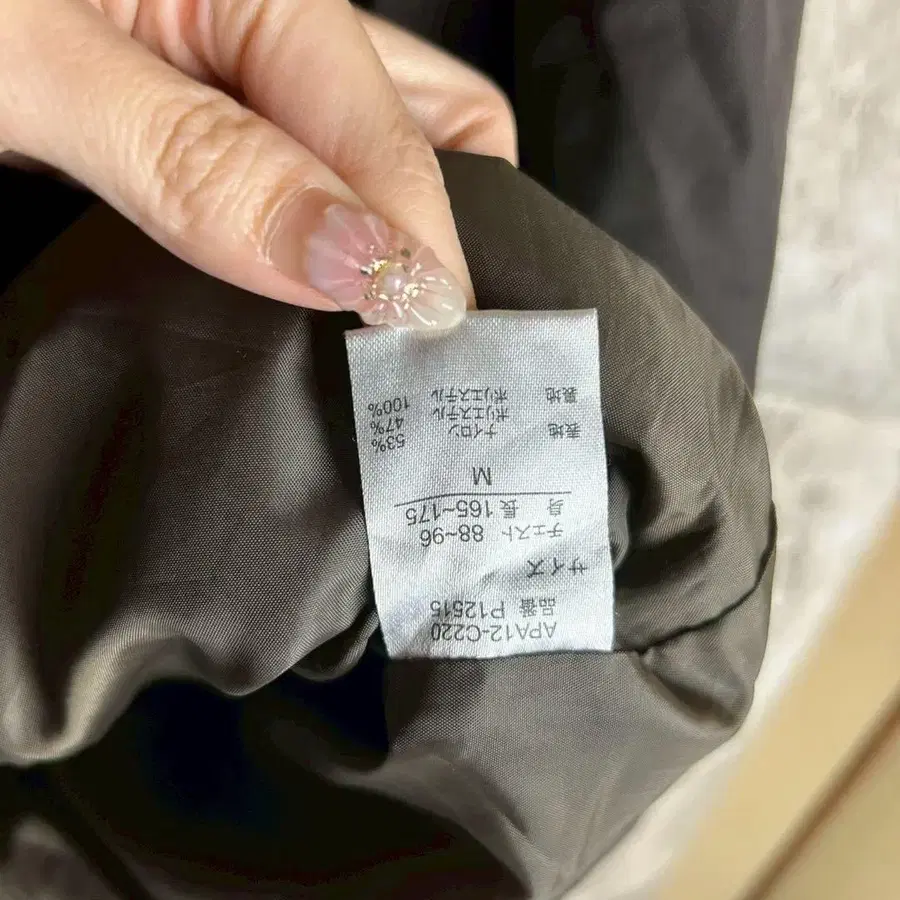 APA12-C220
品番 P12515
サイズ
チェスト 88~96
身 長 165~175
M
表地 ナイロン 53%
ポリエステル 47%
裏地 ポリエステル 100%